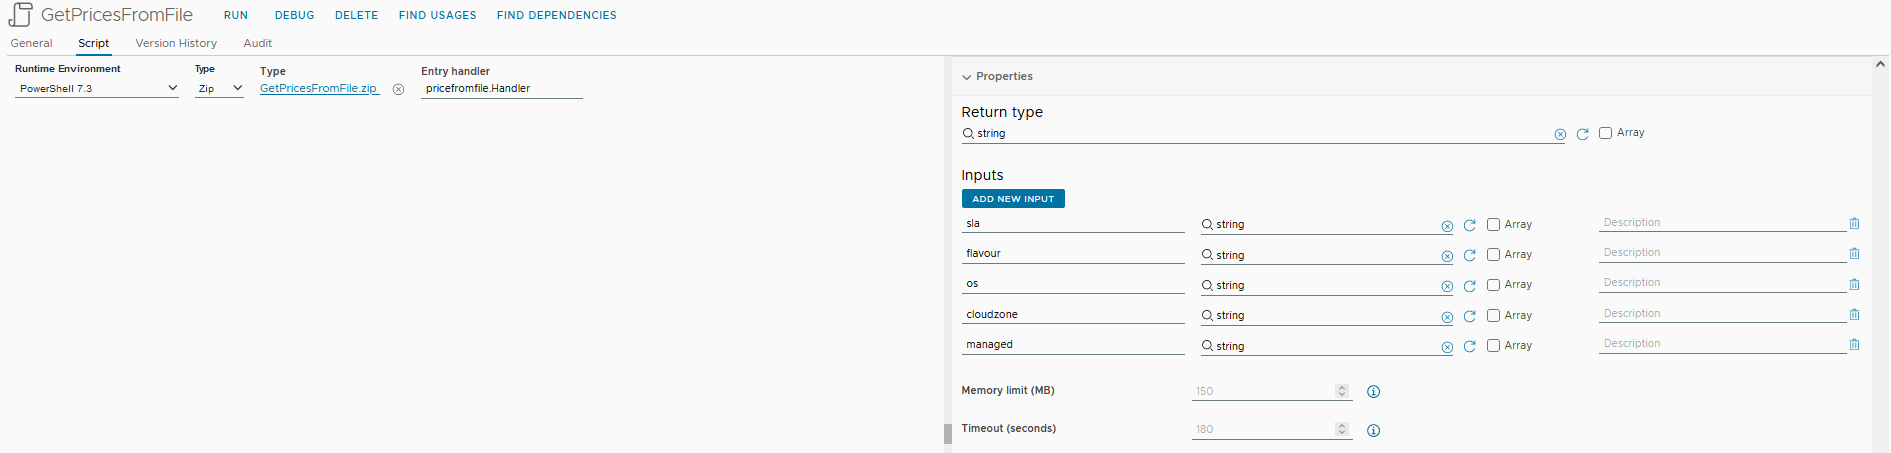 GetPricesFromFile RUN DEBUG DELETE FIND USAGES FIND DEPENDENCIES
General Script Version History Audit
Runtime Environment Type Type Entry handler
PowerShell 7.3 Zip GetPricesFromFile.zip pricefromfile.Handler
Properties
Return type
string Array
Inputs
ADD NEW INPUT
sla string Array Description
flavour string Array Description
os string Array Description
cloudzone string Array Description
managed string Array Description
Memory limit (MB) 150
Timeout (seconds) 180